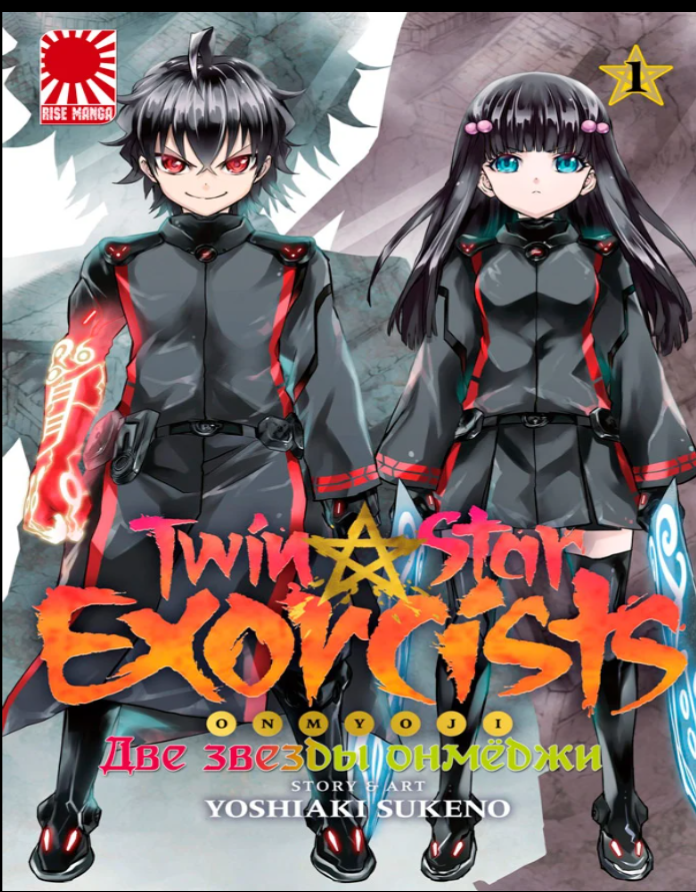 RISE MANGA
1
Twin Star
Exorcists
ONMYOJI
Две звезды онмёджи
STORY & ART
YOSHIAKI SUKENO